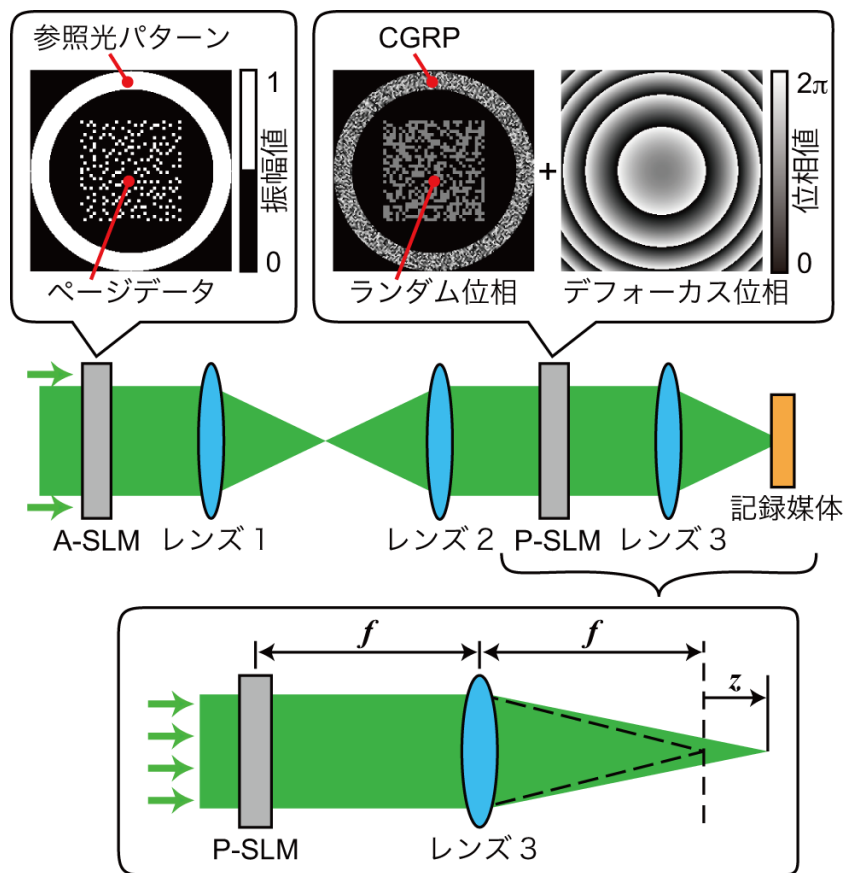 参照光パターン
1
振幅値
0
ページデータ
CGRP
+
2π
位相値
0
ランダム位相
デフォーカス位相
A-SLM
レンズ1
レンズ2
P-SLM
レンズ3
記録媒体
f
f
z
P-SLM
レンズ3